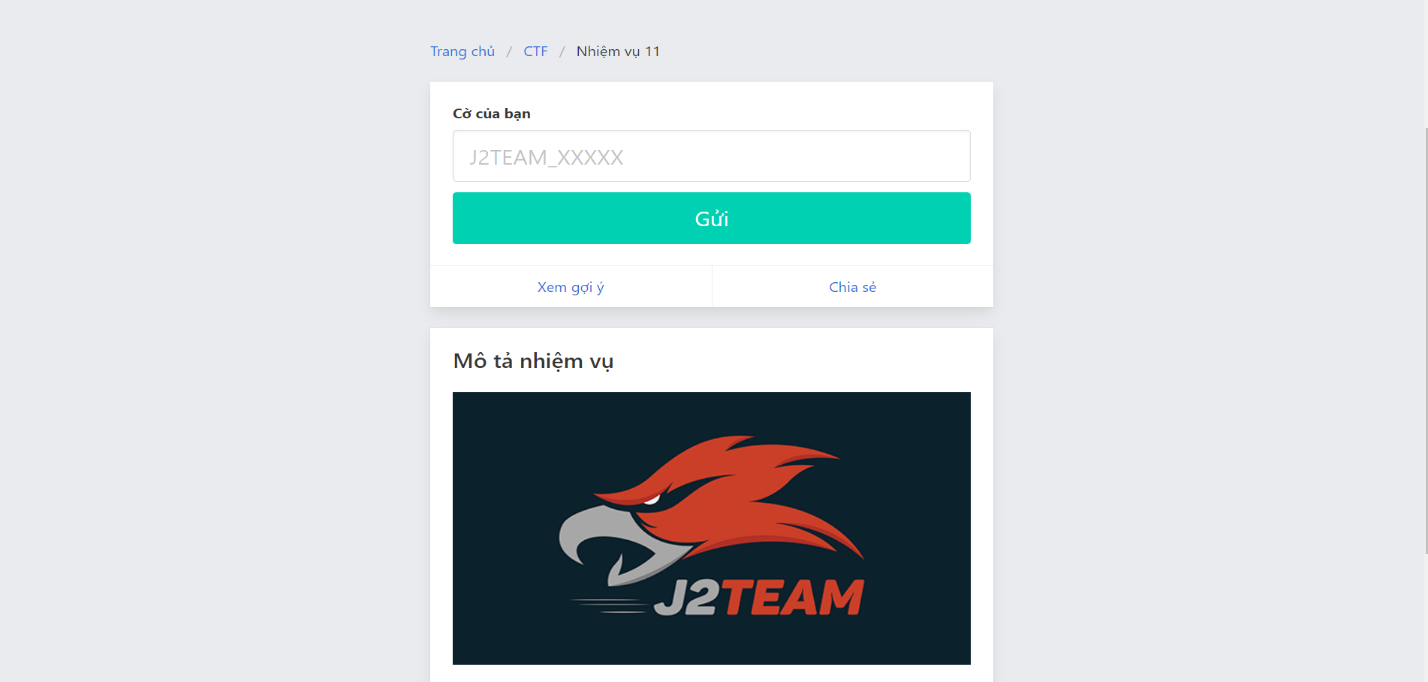 Trang chủ / CTF / Nhiệm vụ 11
Cờ của bạn
J2TEAM_XXXXX
Gửi
Xem gợi ý Chia sẻ
Mô tả nhiệm vụ
J2TEAM